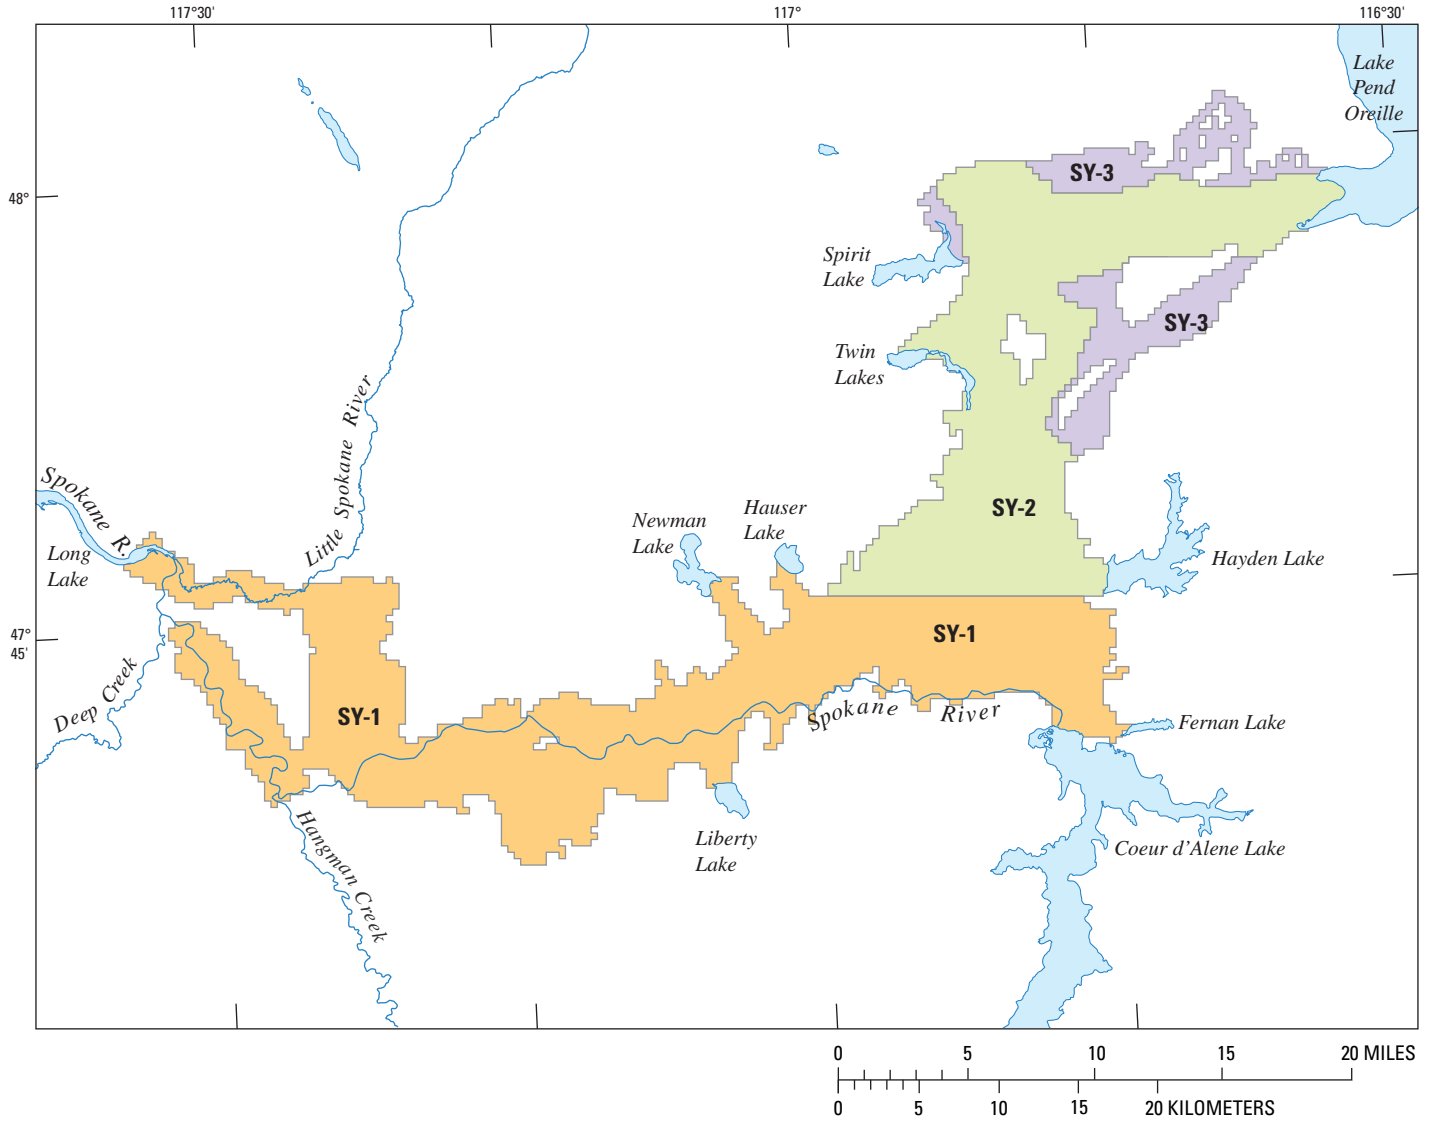 117°30'
117°
116°30'
Lake
Pend
Oreille
SY-3
48°
Spirit
Lake
SY-3
Twin
Lakes
Little Spokane River
Spokane R.
Long
Lake
Newman
Lake
Hauser
Lake
SY-2
Hayden Lake
47°
45'
SY-1
Deep Creek
SY-1
Spokane River
Fernan Lake
Hangman Creek
Liberty
Lake
Coeur d'Alene Lake
0 5 10 15 20 MILES
0 5 10 15 20 KILOMETERS